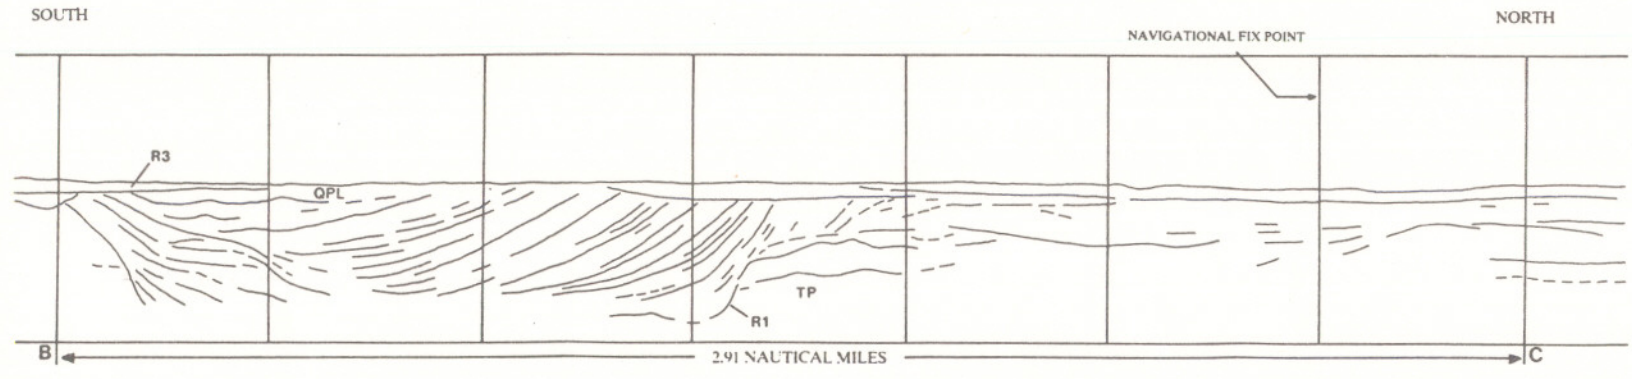 SOUTH
NORTH
NAVIGATIONAL FIX POINT
R3
QPL
TP
R1
B
2.91 NAUTICAL MILES
C